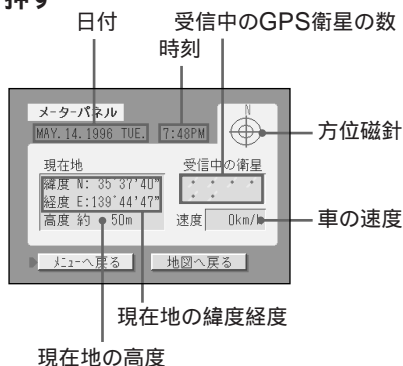 押す
日付
受信中のGPS衛星の数
時刻
メーターパネル
MAY.14.1996 TUE.
7:48PM
N
方位磁針
現在地
受信中の衛星
緯度 N: 35°37'40"
経度 E:139°44'47"
高度 約 50m
速度 0km/h
車の速度
メニューへ戻る
地図へ戻る
現在地の緯度経度
現在地の高度